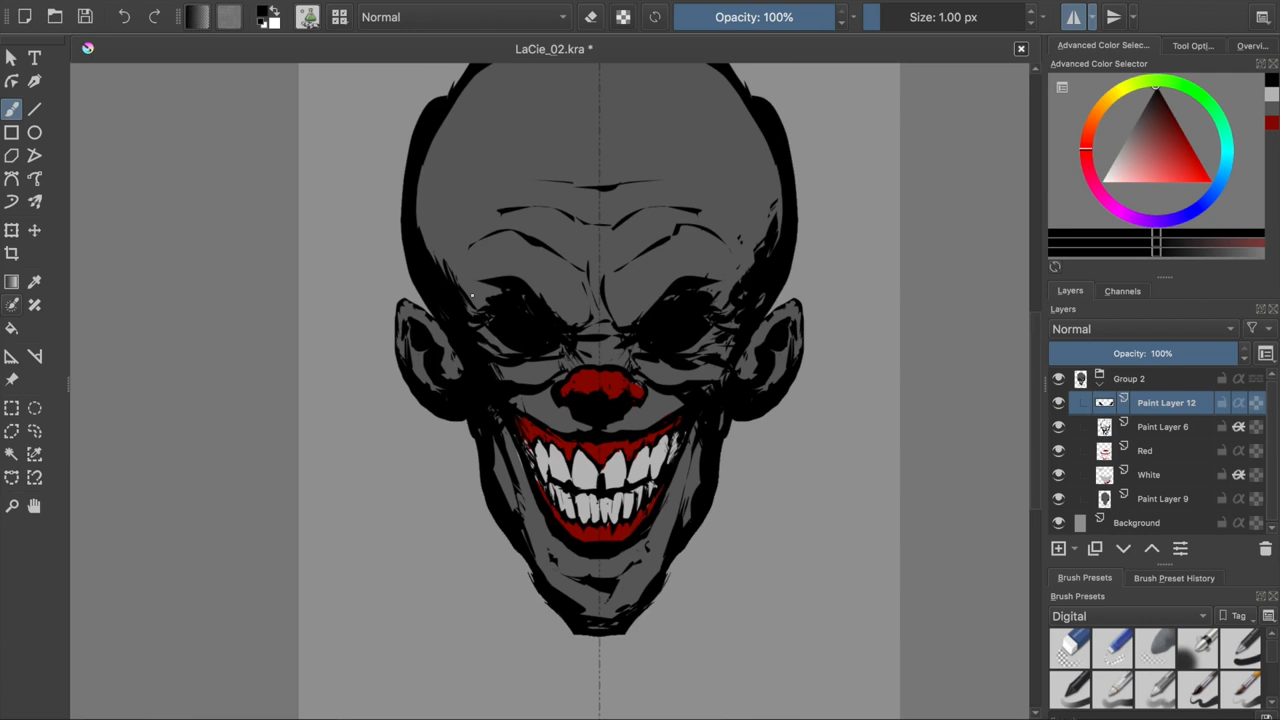 Normal
Opacity: 100%
Size: 1.00 px
LaCie_02.kra *
Advanced Color Selec...
Tool Opti...
Overvi...
Advanced Color Selector
Layers
Channels
Layers
Normal
Opacity: 100%
Group 2
Paint Layer 12
Paint Layer 6
Red
White
Paint Layer 9
Background
Brush Presets
Brush Preset History
Brush Presets
Digital
Tag